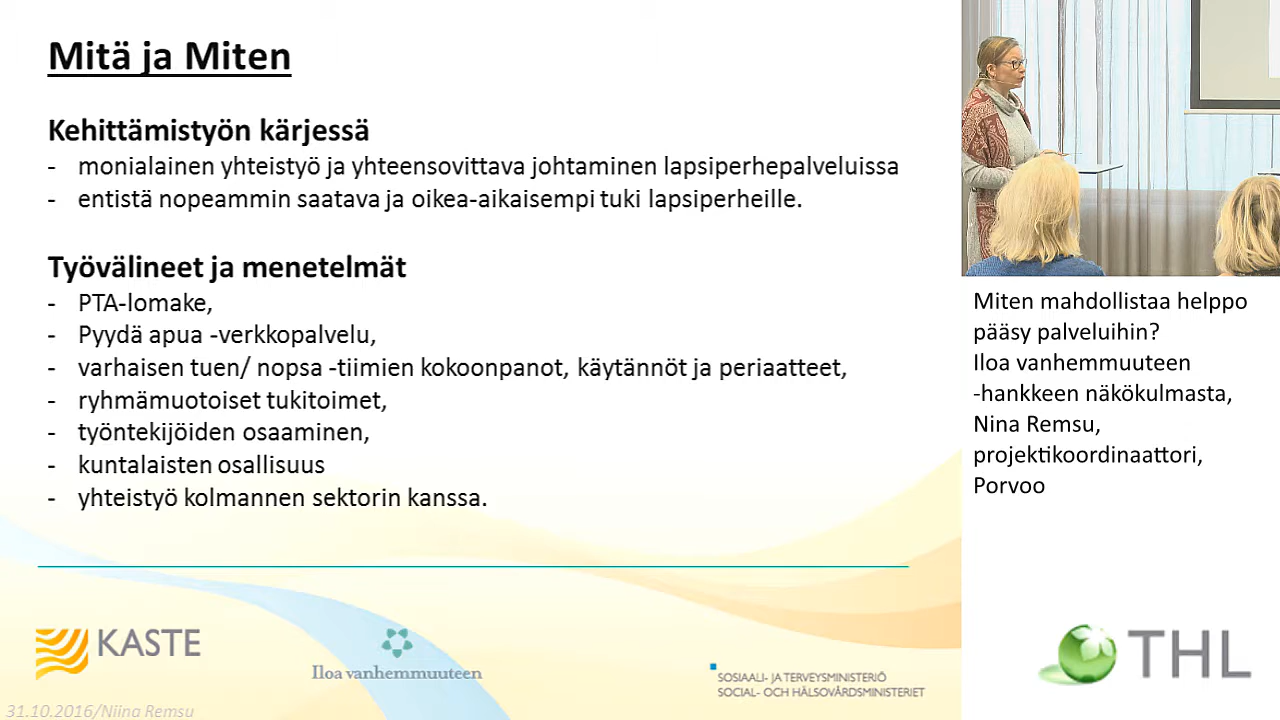 Mitä ja Miten
Kehittämistyön kärjessä
- monialainen yhteistyö ja yhteensovittava johtaminen lapsiperhepalveluissa
- entistä nopeammin saatava ja oikea-aikaisempi tuki lapsiperheille.
Työvälineet ja menetelmät
- PTA-lomake,
- Pyydä apua -verkkopalvelu,
- varhaisen tuen/ nopsa -tiimien kokoonpanot, käytännöt ja periaatteet,
- ryhmämuotoiset tukitoimet,
- työntekijöiden osaaminen,
- kuntalaisten osallisuus
- yhteistyö kolmannen sektorin kanssa.
KASTE
Iloa vanhemmuuteen
SOSIAALI- JA TERVEYSMINISTERIÖ
SOCIAL- OCH HÄLSOVÅRDSMINISTERIET
31.10.2016/Niina Remsu
Miten mahdollistaa helppo
pääsy palveluihin?
Iloa vanhemmuuteen
-hankkeen näkökulmasta,
Nina Remsu,
projektikoordinaattori,
Porvoo
THL